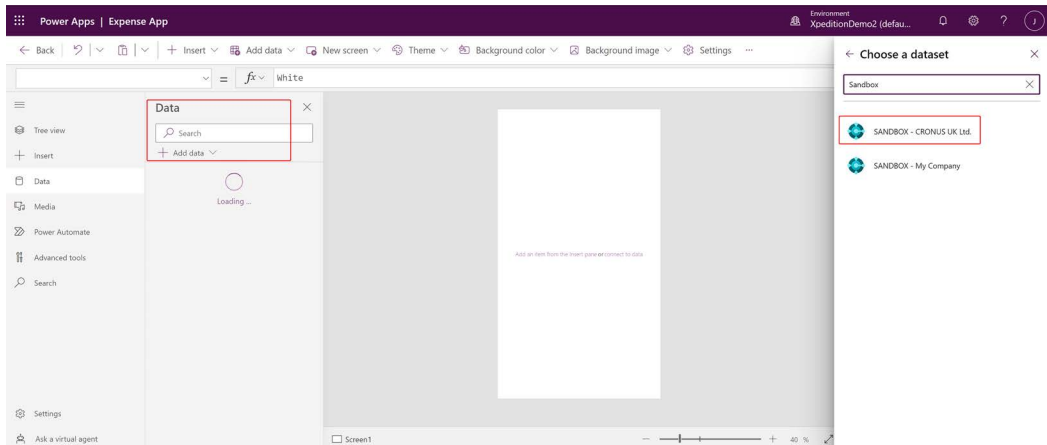 Power Apps | Expense App
Environment
XpeditionDemo2 (defau...
?
J
Back
Insert
Add data
New screen
Theme
Background color
Background image
Settings
...
= fx White
Tree view
Insert
Data
Media
Power Automate
Advanced tools
Search
Settings
Ask a virtual agent
Data
Search
Add data
Loading ...
Add an item from the Insert pane or connect to data
Screen1
40 %
Choose a dataset
Sandbox
SANDBOX - CRONUS UK Ltd.
SANDBOX - My Company